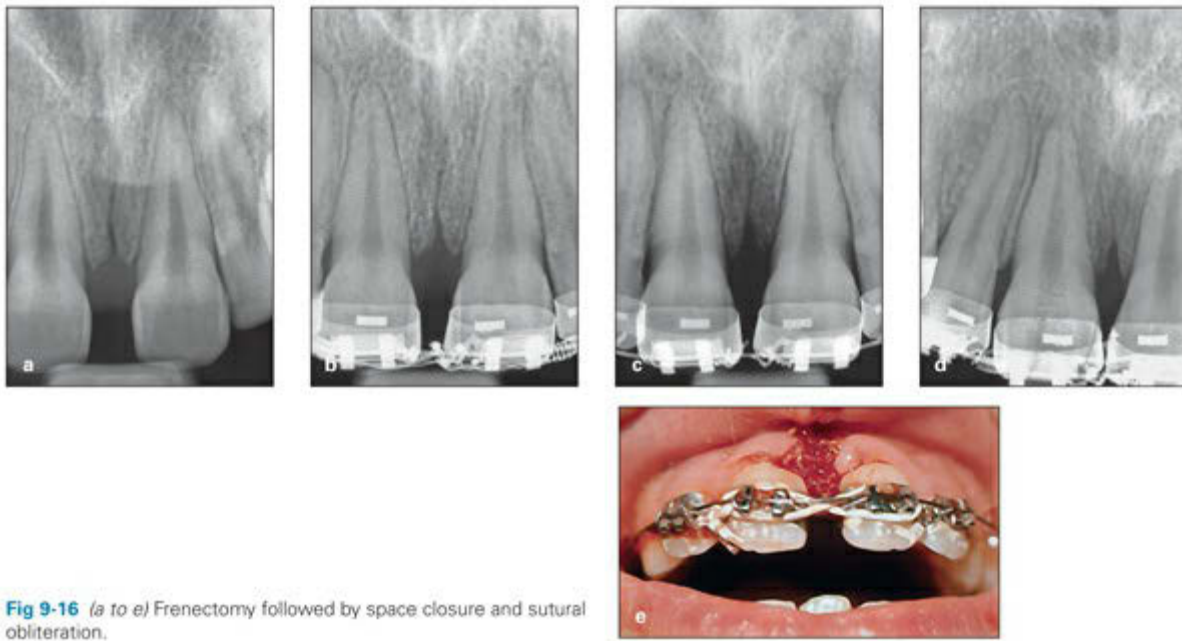 a
b
c
d
e
Fig 9-16 (a to e) Frenectomy followed by space closure and sutural
obliteration.